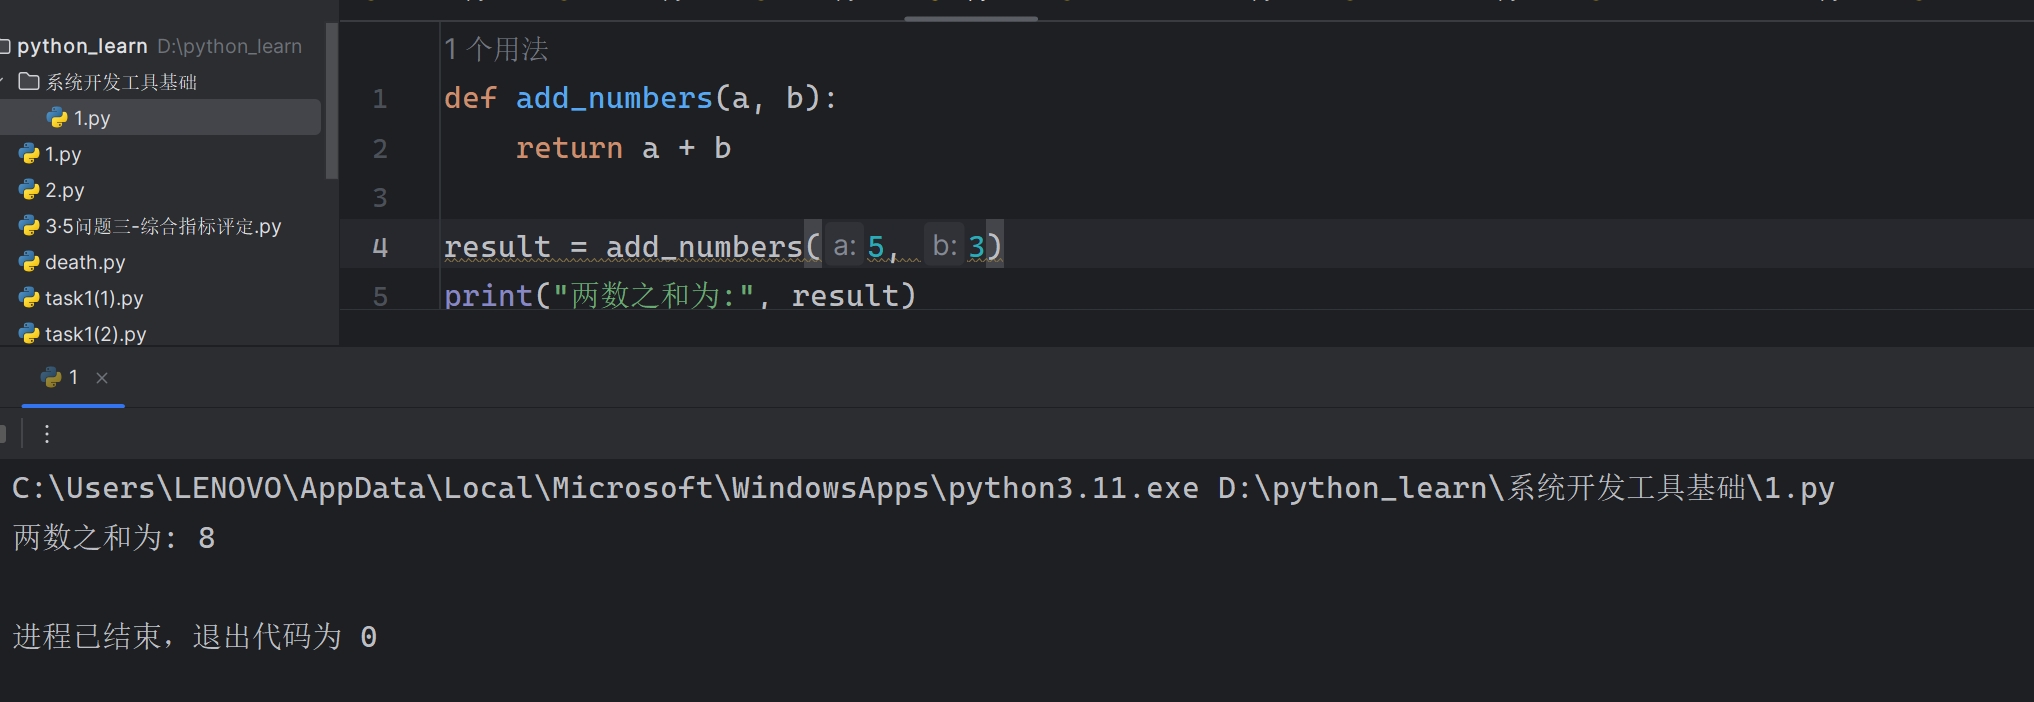 python_learn D:\python_learn
系统开发工具基础
1.py
1.py
2.py
3·5问题三-综合指标评定.py
death.py
task1(1).py
task1(2).py
1 个用法
1 def add_numbers(a, b):
2 return a + b
3
4 result = add_numbers( a: 5, b: 3)
5 print("两数之和为:", result)
1 ×
C:\Users\LENOVO\AppData\Local\Microsoft\WindowsApps\python3.11.exe D:\python_learn\系统开发工具基础\1.py
两数之和为: 8
进程已结束，退出代码为 0